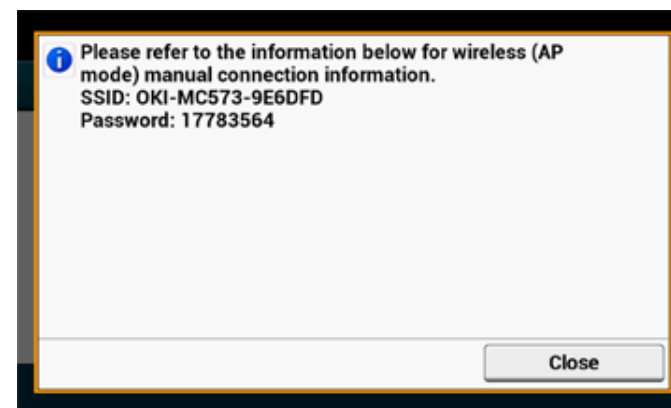 Please refer to the information below for wireless (AP
mode) manual connection information.
SSID: OKI-MC573-9E6DFD
Password: 17783564
Close